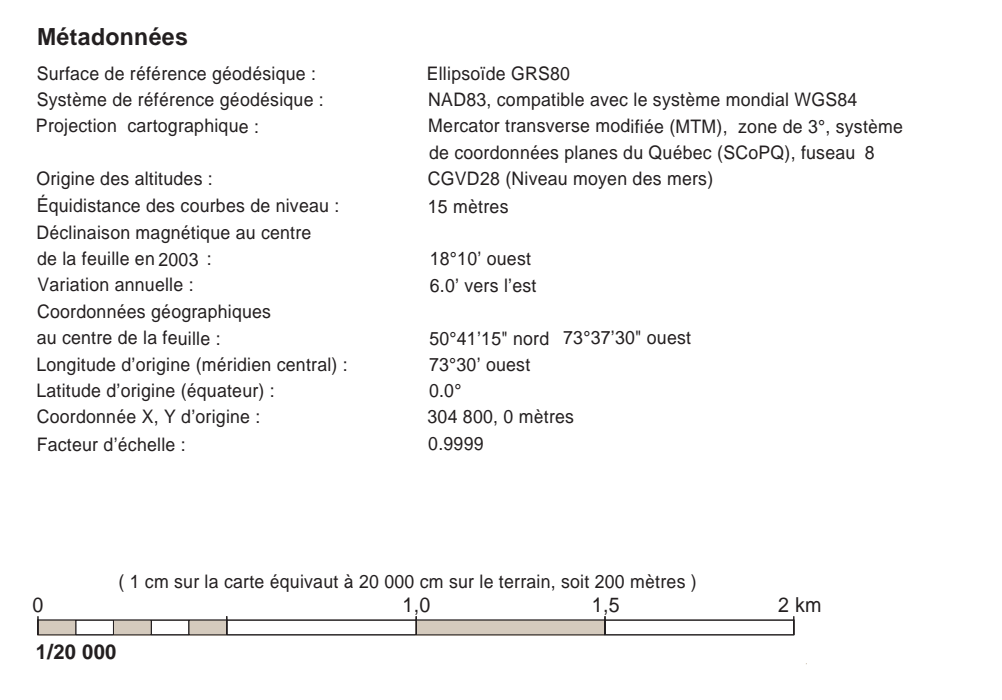 Métadonnées
Surface de référence géodésique : Ellipsoïde GRS80
Système de référence géodésique : NAD83, compatible avec le système mondial WGS84
Projection cartographique : Mercator transverse modifiée (MTM), zone de 3°, système
de coordonnées planes du Québec (SCoPQ), fuseau 8
Origine des altitudes : CGVD28 (Niveau moyen des mers)
Équidistance des courbes de niveau : 15 mètres
Déclinaison magnétique au centre
de la feuille en 2003 : 18°10’ ouest
Variation annuelle : 6.0’ vers l’est
Coordonnées géographiques
au centre de la feuille : 50°41’15" nord 73°37’30" ouest
Longitude d’origine (méridien central) : 73°30’ ouest
Latitude d’origine (équateur) : 0.0°
Coordonnée X, Y d’origine : 304 800, 0 mètres
Facteur d’échelle : 0.9999
( 1 cm sur la carte équivaut à 20 000 cm sur le terrain, soit 200 mètres )
0 1,0 1,5 2 km
1/20 000